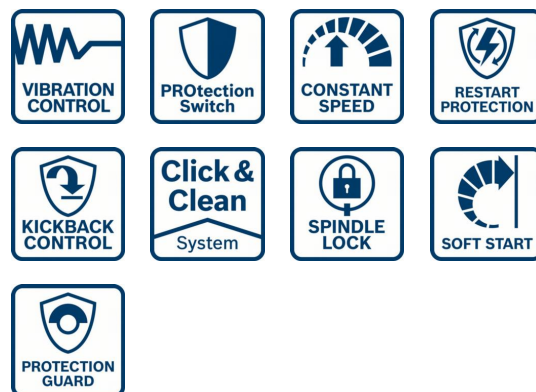 VIBRATION
CONTROL
PROtection
Switch
CONSTANT
SPEED
RESTART
PROTECTION
KICKBACK
CONTROL
Click &
Clean
System
SPINDLE
LOCK
SOFT START
PROTECTION
GUARD